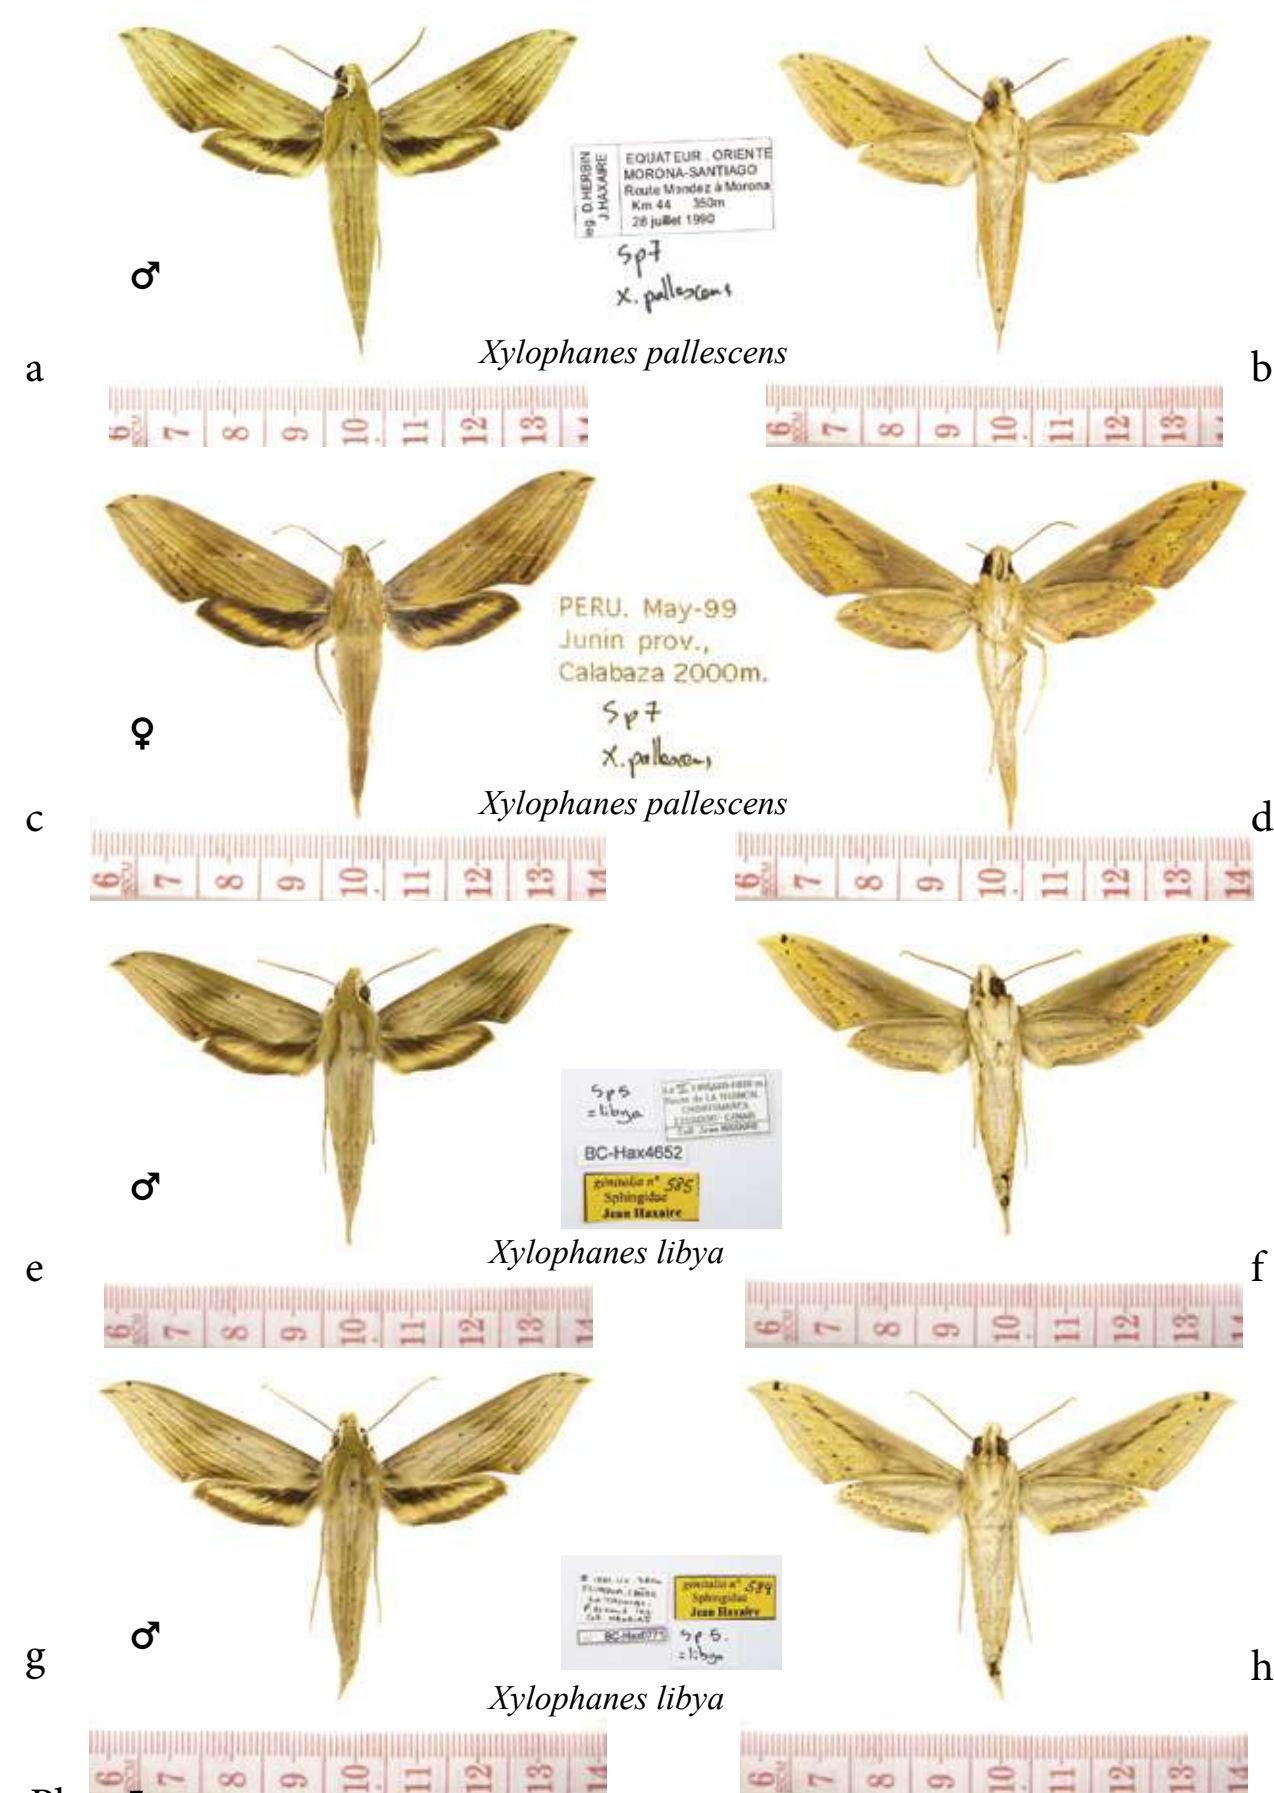 leg. D.HERBIN
J.HAXAIRE
EQUATEUR . ORIENTE
MORONA-SANTIAGO
Route Mendez à Morona
Km 44 350m
28 juillet 1990
Sp7
X. pallescens
♂
Xylophanes pallescens
a
b
6 7 8 9 10 11 12 13
6 7 8 9 10 11 12 13
PERU. May-99
Junin prov.,
Calabaza 2000m.
Sp7
X. pallescens
♀
Xylophanes pallescens
c
d
6 7 8 9 10 11 12 13 14
6 7 8 9 10 11 12 13 14
Sp5
=libya
BC-Hax4652
genitalia n° 585
Sphingidae
Jean Haxaire
♂
Xylophanes libya
e
f
6 7 8 9 10 11 12 13 14
6 7 8 9 10 11 12 13 14
genitalia n° 584
Sphingidae
Jean Haxaire
Sp 5.
=libya
♂
Xylophanes libya
g
h
6 7 8 9 10 11 12 13 14
6 7 8 9 10 11 12 13 14